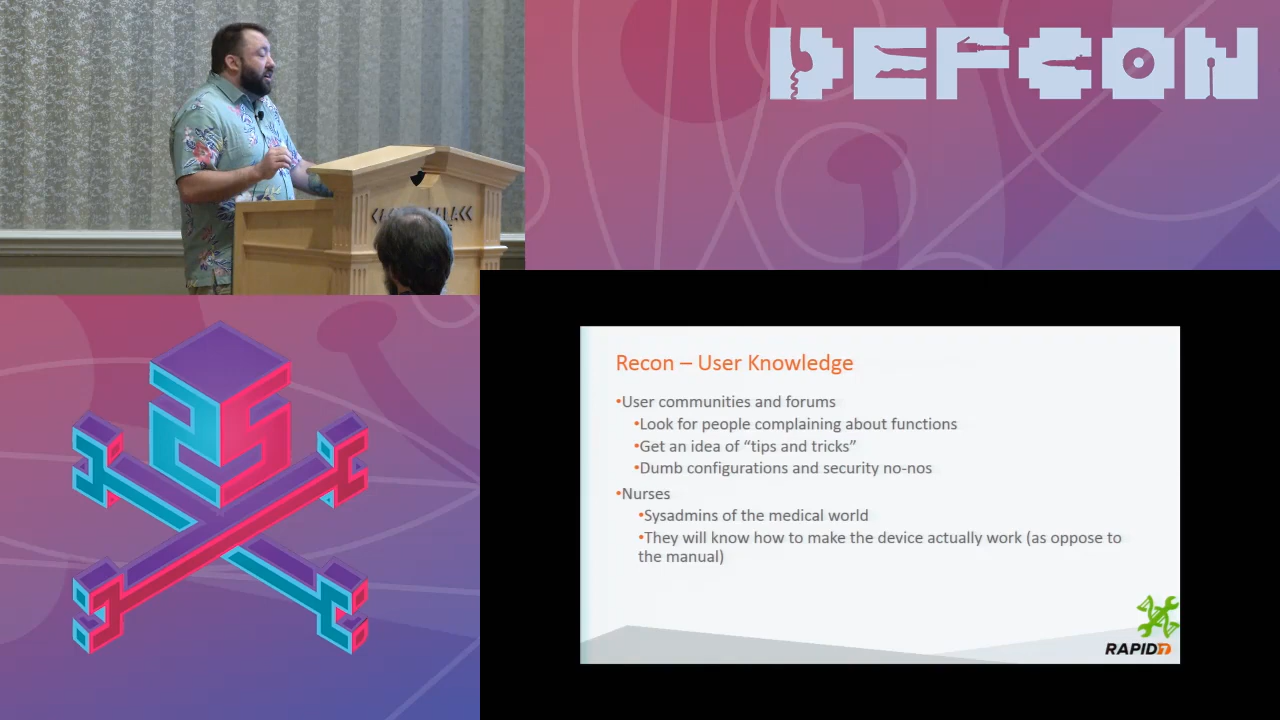 DEFCON
Recon – User Knowledge
•User communities and forums
•Look for people complaining about functions
•Get an idea of “tips and tricks”
•Dumb configurations and security no-nos
•Nurses
•Sysadmins of the medical world
•They will know how to make the device actually work (as oppose to
the manual)
RAPID7